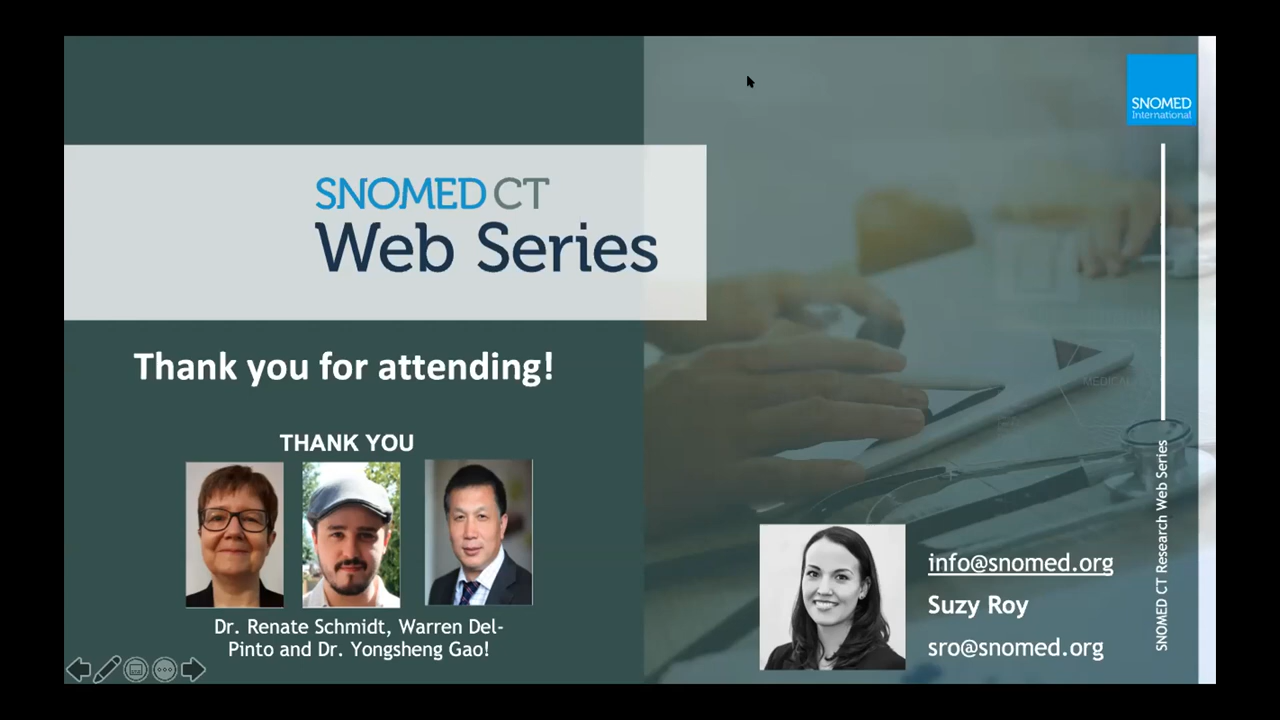 SNOMED
International
SNOMED CT
Web Series
Thank you for attending!
THANK YOU
Dr. Renate Schmidt, Warren Del-
Pinto and Dr. Yongsheng Gao!
MEDICAL
info@snomed.org
Suzy Roy
sro@snomed.org
SNOMED CT Research Web Series